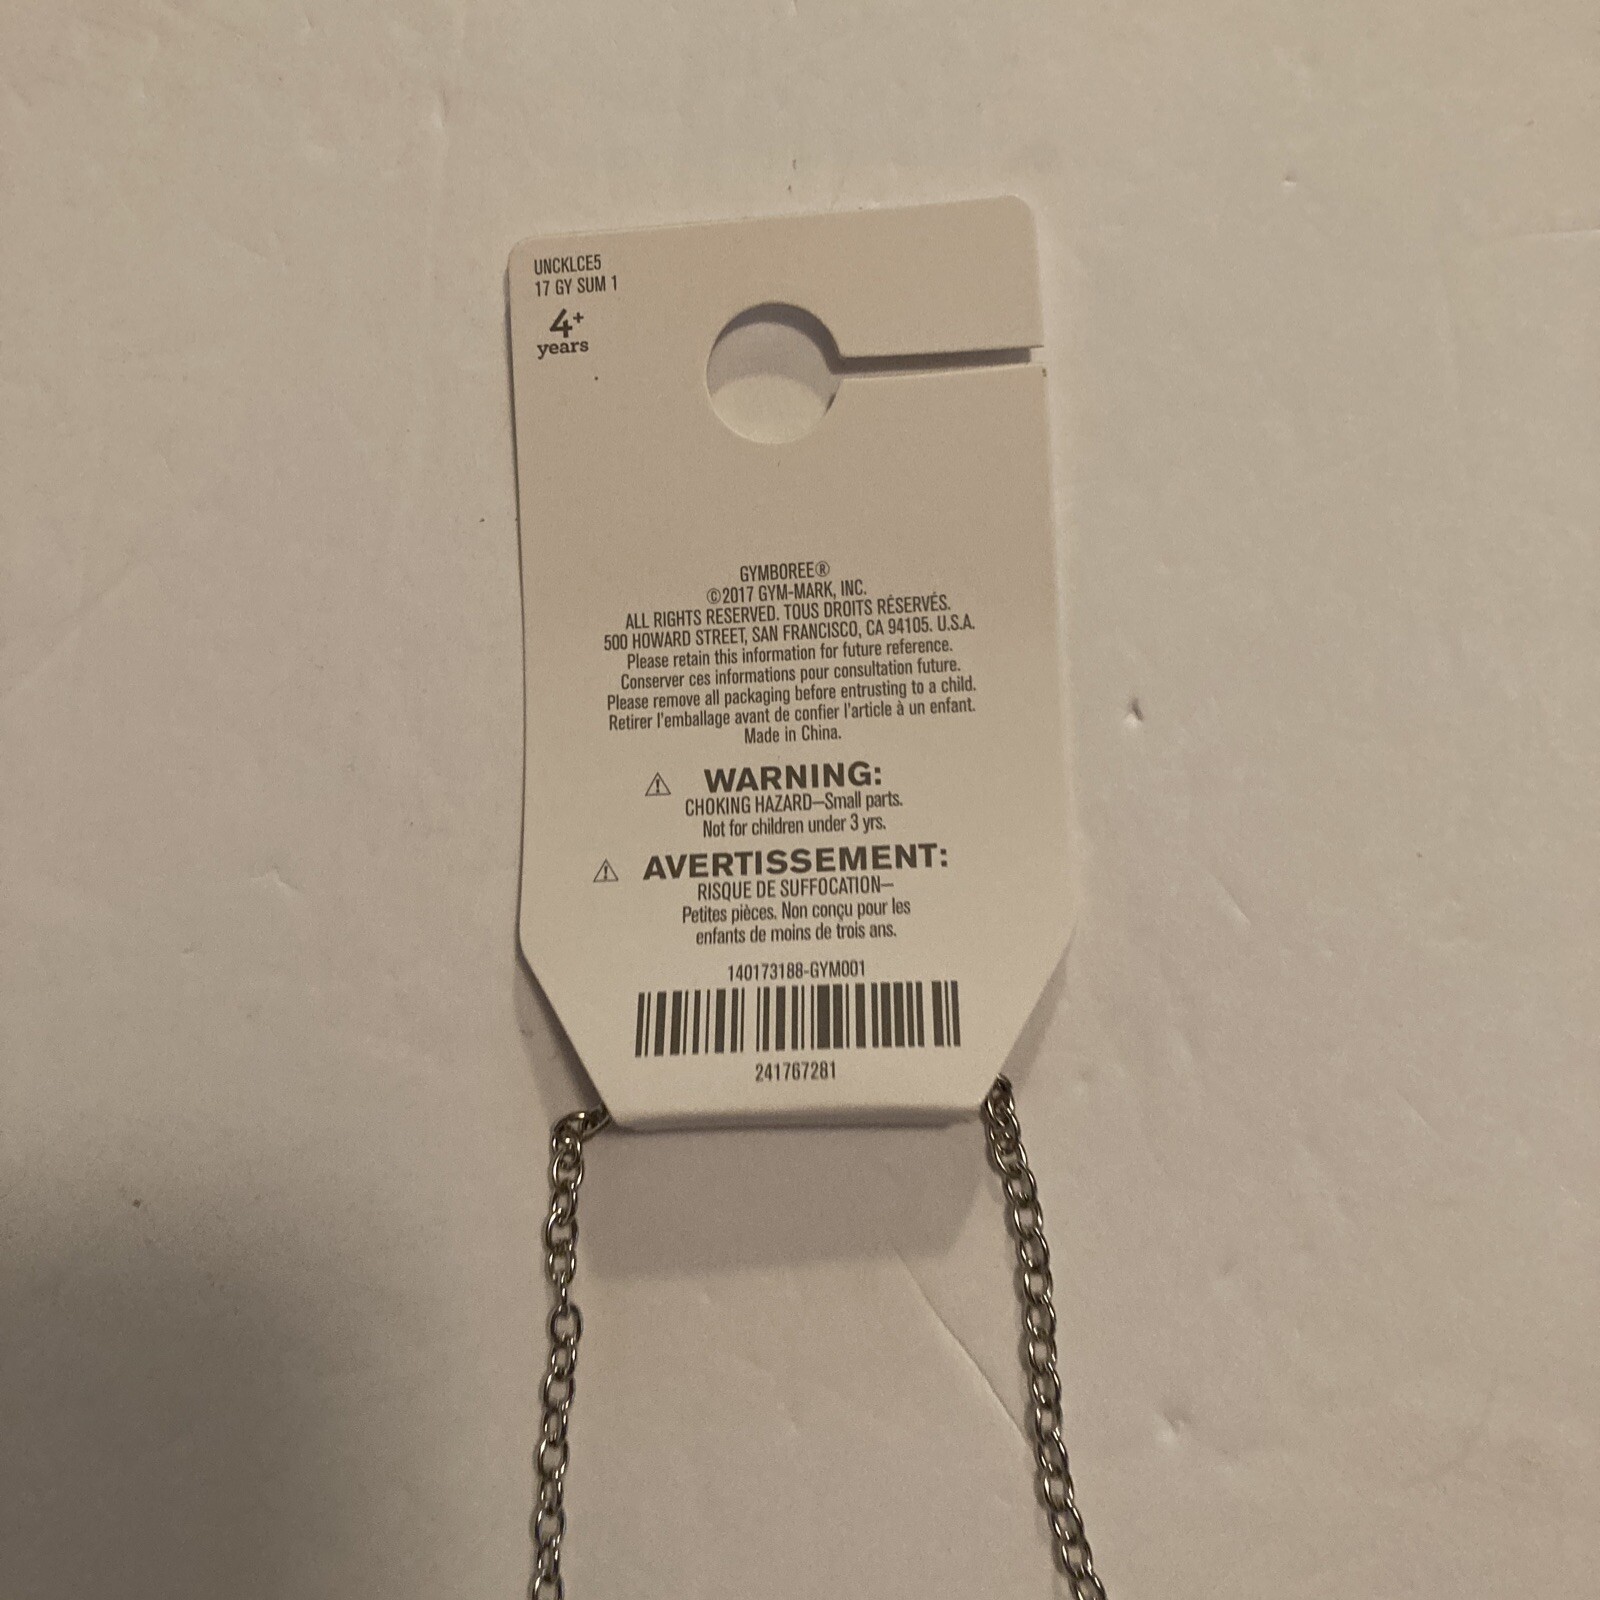 UNCKLCE5
17 GY SUM 1
4+
years
GYMBOREE®
©2017 GYM-MARK, INC.
ALL RIGHTS RESERVED. TOUS DROITS RÉSERVÉS.
500 HOWARD STREET, SAN FRANCISCO, CA 94105. U.S.A.
Please retain this information for future reference.
Conserver ces informations pour consultation future.
Please remove all packaging before entrusting to a child.
Retirer l'emballage avant de confier l'article à un enfant.
Made in China.
⚠ WARNING:
CHOKING HAZARD—Small parts.
Not for children under 3 yrs.
⚠ AVERTISSEMENT:
RISQUE DE SUFFOCATION—
Petites pièces. Non conçu pour les
enfants de moins de trois ans.
140173188-GYM001
241767281